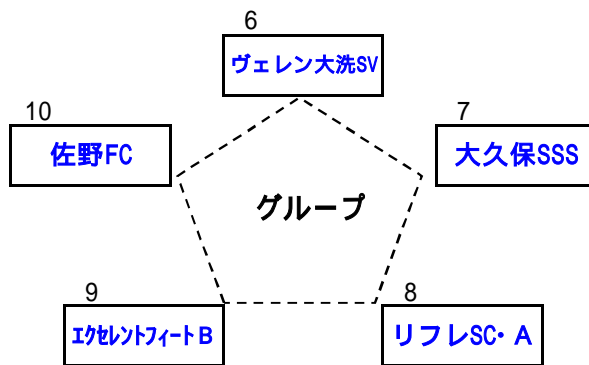 6
ヴェレン大洗SV
10
佐野FC
7
大久保SSS
グループ
9
エクセレントフィートB
8
リフレSC・A